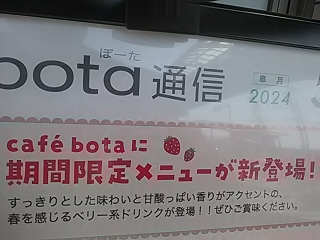 ぼーた
bota 通信
皐月
2024
5
café botaに
期間限定メニューが新登場!
すっきりとした味わいと甘酸っぱい香りがアクセントの、
春を感じるベリー系ドリンクが登場!!ぜひご賞味ください。